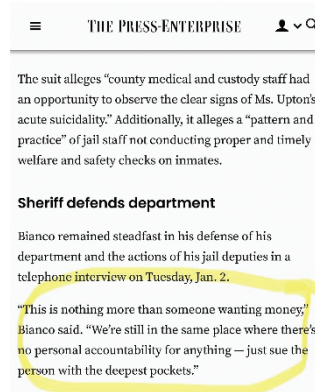 THE PRESS-ENTERPRISE
The suit alleges “county medical and custody staff had
an opportunity to observe the clear signs of Ms. Upton’s
acute suicidality.” Additionally, it alleges a “pattern and
practice” of jail staff not conducting proper and timely
welfare and safety checks on inmates.
Sheriff defends department
Bianco remained steadfast in his defense of his
department and the actions of his jail deputies in a
telephone interview on Tuesday, Jan. 2.
“This is nothing more than someone wanting money,”
Bianco said. “We’re still in the same place where there’s
no personal accountability for anything — just sue the
person with the deepest pockets.”